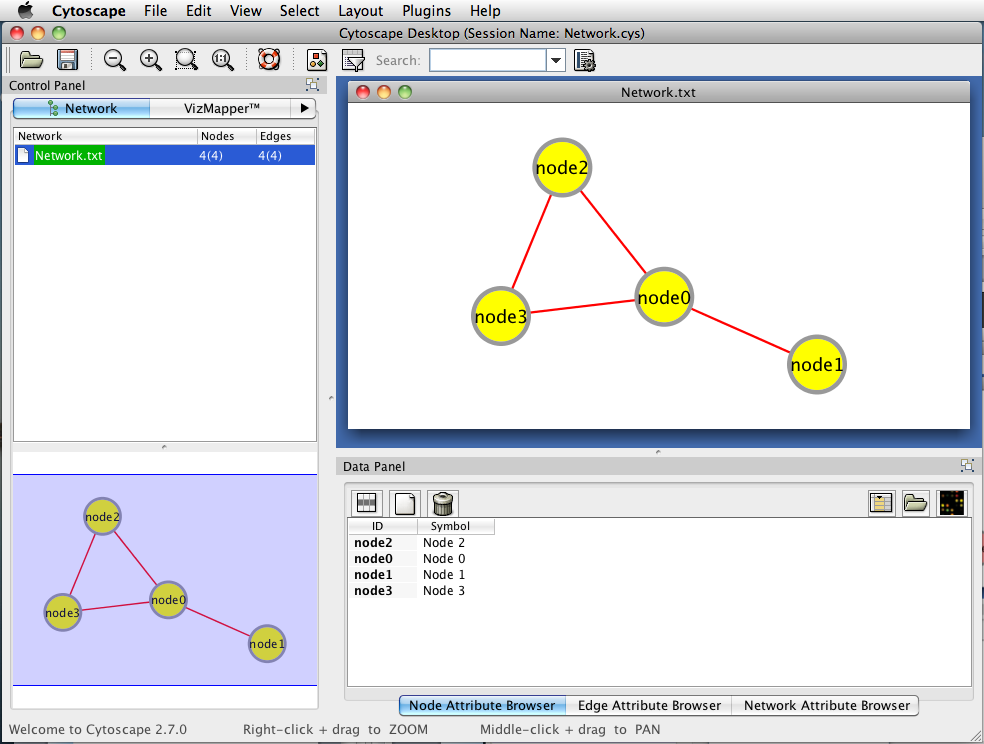 Cytoscape File Edit View Select Layout Plugins Help
Cytoscape Desktop (Session Name: Network.cys)
Search:
Control Panel
Network VizMapper™
Network Nodes Edges
Network.txt 4(4) 4(4)
Network.txt
node2
node0
node3
node1
node2
node0
node3
node1
Data Panel
ID Symbol
node2 Node 2
node0 Node 0
node1 Node 1
node3 Node 3
Node Attribute Browser Edge Attribute Browser Network Attribute Browser
Welcome to Cytoscape 2.7.0 Right-click + drag to ZOOM Middle-click + drag to PAN